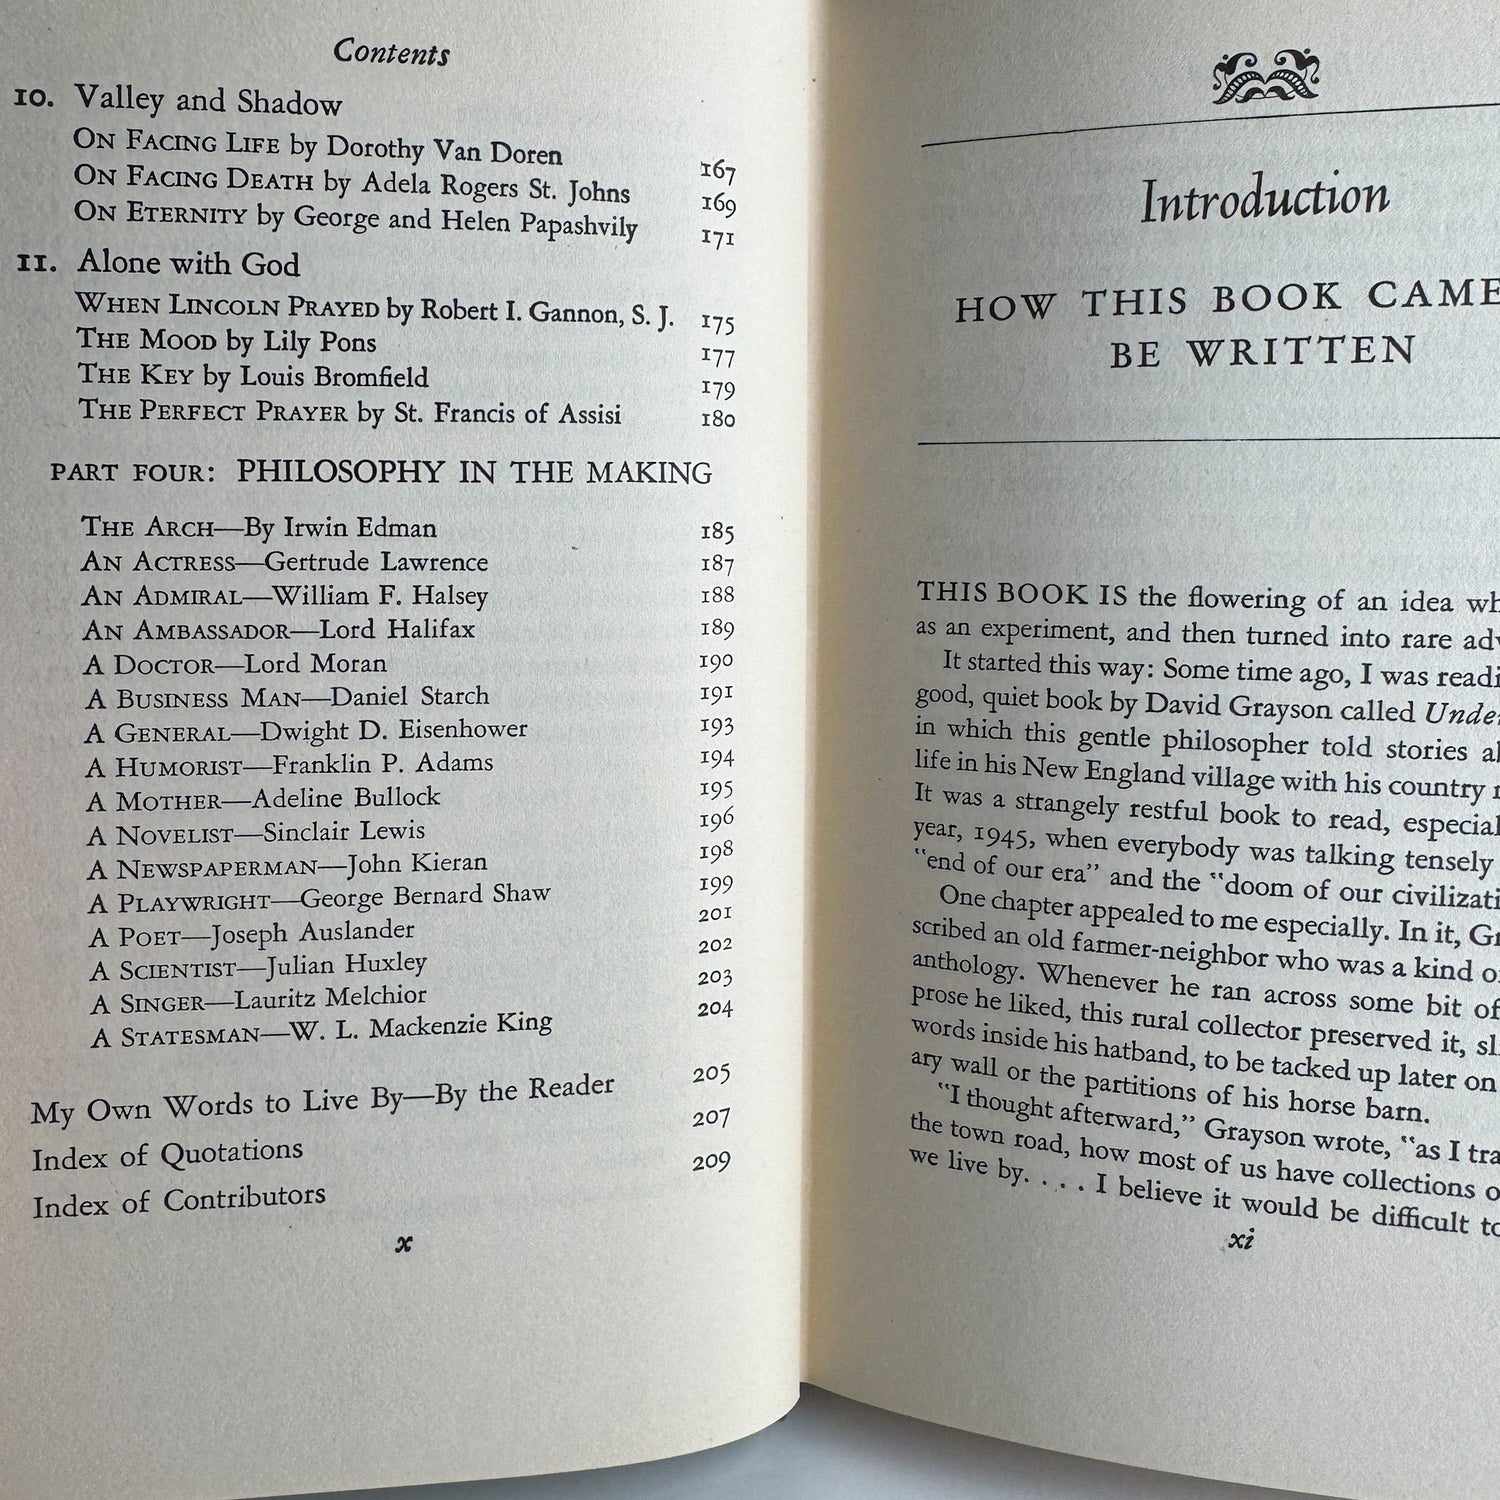 Contents
10. Valley and Shadow
On Facing Life by Dorothy Van Doren 167
On Facing Death by Adela Rogers St. Johns 169
On Eternity by George and Helen Papashvily 171
11. Alone with God
When Lincoln Prayed by Robert I. Gannon, S. J. 175
The Mood by Lily Pons 177
The Key by Louis Bromfield 179
The Perfect Prayer by St. Francis of Assisi 180
PART FOUR: PHILOSOPHY IN THE MAKING
The Arch—By Irwin Edman 185
An Actress—Gertrude Lawrence 187
An Admiral—William F. Halsey 188
An Ambassador—Lord Halifax 189
A Doctor—Lord Moran 190
A Business Man—Daniel Starch 191
A General—Dwight D. Eisenhower 193
A Humorist—Franklin P. Adams 194
A Mother—Adeline Bullock 195
A Novelist—Sinclair Lewis 196
A Newspaperman—John Kieran 198
A Playwright—George Bernard Shaw 199
A Poet—Joseph Auslander 201
A Scientist—Julian Huxley 202
A Singer—Lauritz Melchior 203
A Statesman—W. L. Mackenzie King 204
My Own Words to Live By—By the Reader 205
Index of Quotations 207
Index of Contributors 209
x
Introduction
HOW THIS BOOK CAME
BE WRITTEN
THIS BOOK IS the flowering of an idea wh
as an experiment, and then turned into rare adv
It started this way: Some time ago, I was readi
good, quiet book by David Grayson called Unde
in which this gentle philosopher told stories a
life in his New England village with his country
It was a strangely restful book to read, especial
year, 1945, when everybody was talking tensely
"end of our era" and the "doom of our civilizati
One chapter appealed to me especially. In it, Gr
scribed an old farmer-neighbor who was a kind o
anthology. Whenever he ran across some bit of
prose he liked, this rural collector preserved it, sl
words inside his hatband, to be tacked up later on
ary wall or the partitions of his horse barn.
"I thought afterward," Grayson wrote, "as I tra
the town road, how most of us have collections o
we live by. . . . I believe it would be difficult to
xi